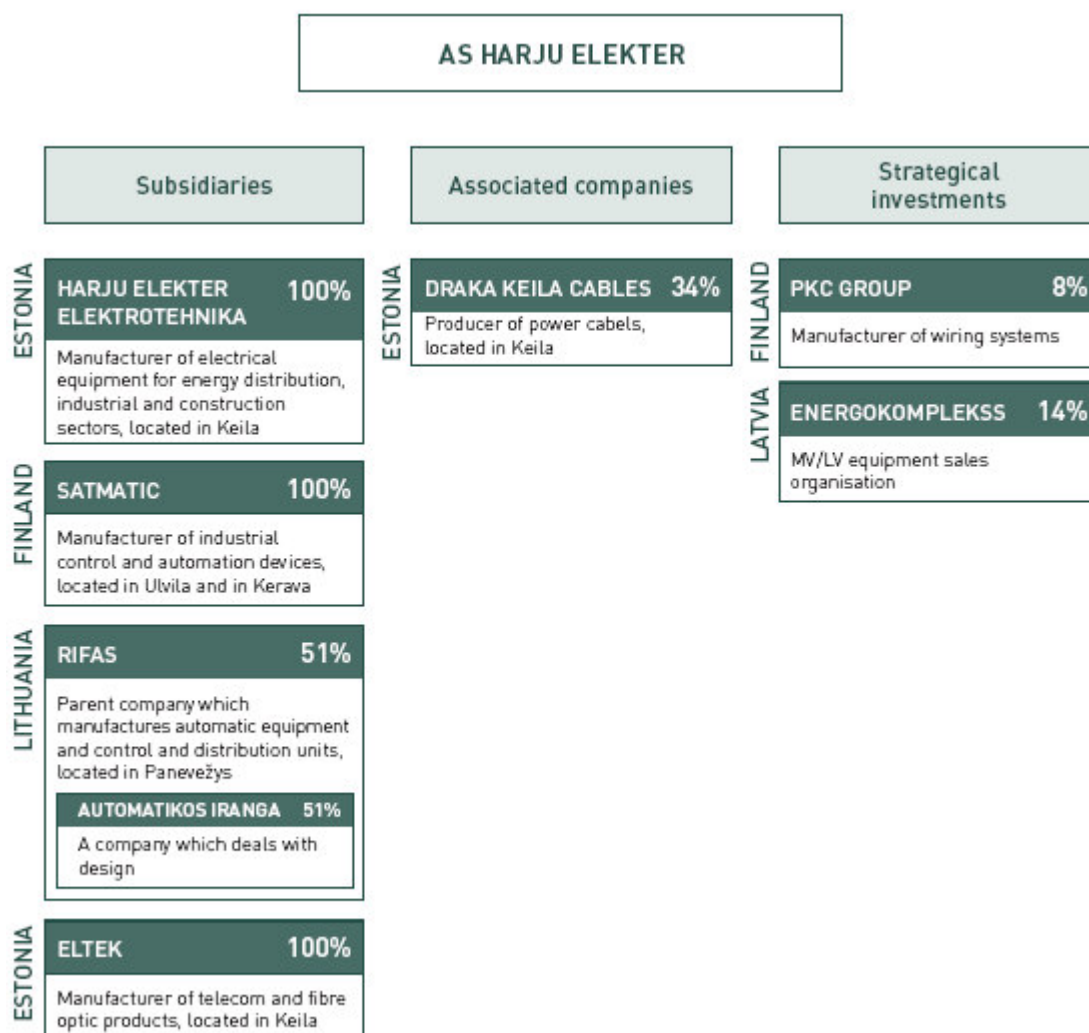 AS HARJU ELEKTER
Subsidiaries
ESTONIA
HARJU ELEKTER 100%
ELEKTROTEHNIKA
Manufacturer of electrical
equipment for energy distribution,
industrial and construction
sectors, located in Keila
FINLAND
SATMATIC 100%
Manufacturer of industrial
control and automation devices,
located in Ulvila and in Kerava
LITHUANIA
RIFAS 51%
Parent company which
manufactures automatic equipment
and control and distribution units,
located in Panevežys
AUTOMATIKOS IRANGA 51%
A company which deals with
design
ESTONIA
ELTEK 100%
Manufacturer of telecom and fibre
optic products, located in Keila
Associated companies
ESTONIA
DRAKA KEILA CABLES 34%
Producer of power cabels,
located in Keila
Strategical
investments
FINLAND
PKC GROUP 8%
Manufacturer of wiring systems
LATVIA
ENERGOKOMPLEKSS 14%
MV/LV equipment sales
organisation